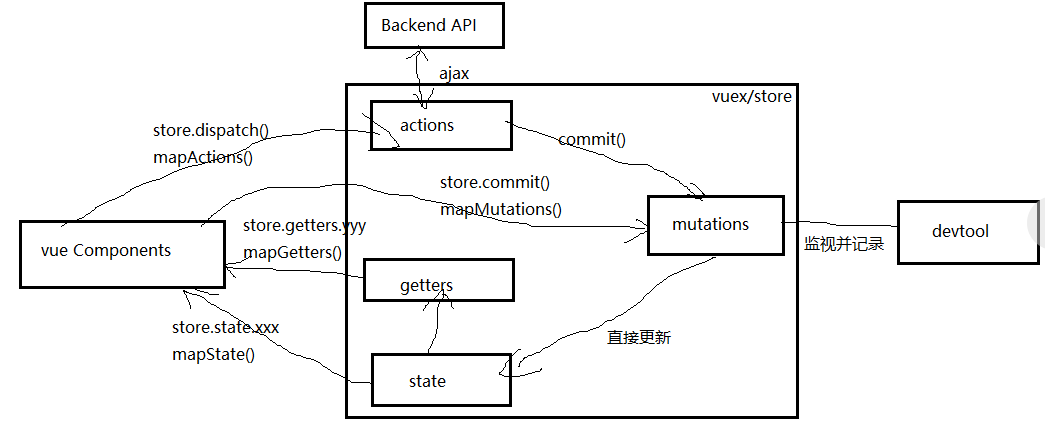 Backend API
ajax
vuex/store
actions
store.dispatch()
mapActions()
commit()
store.commit()
mapMutations()
mutations
devtool
监视并记录
vue Components
store.getters.yyy
mapGetters()
getters
store.state.xxx
mapState()
直接更新
state